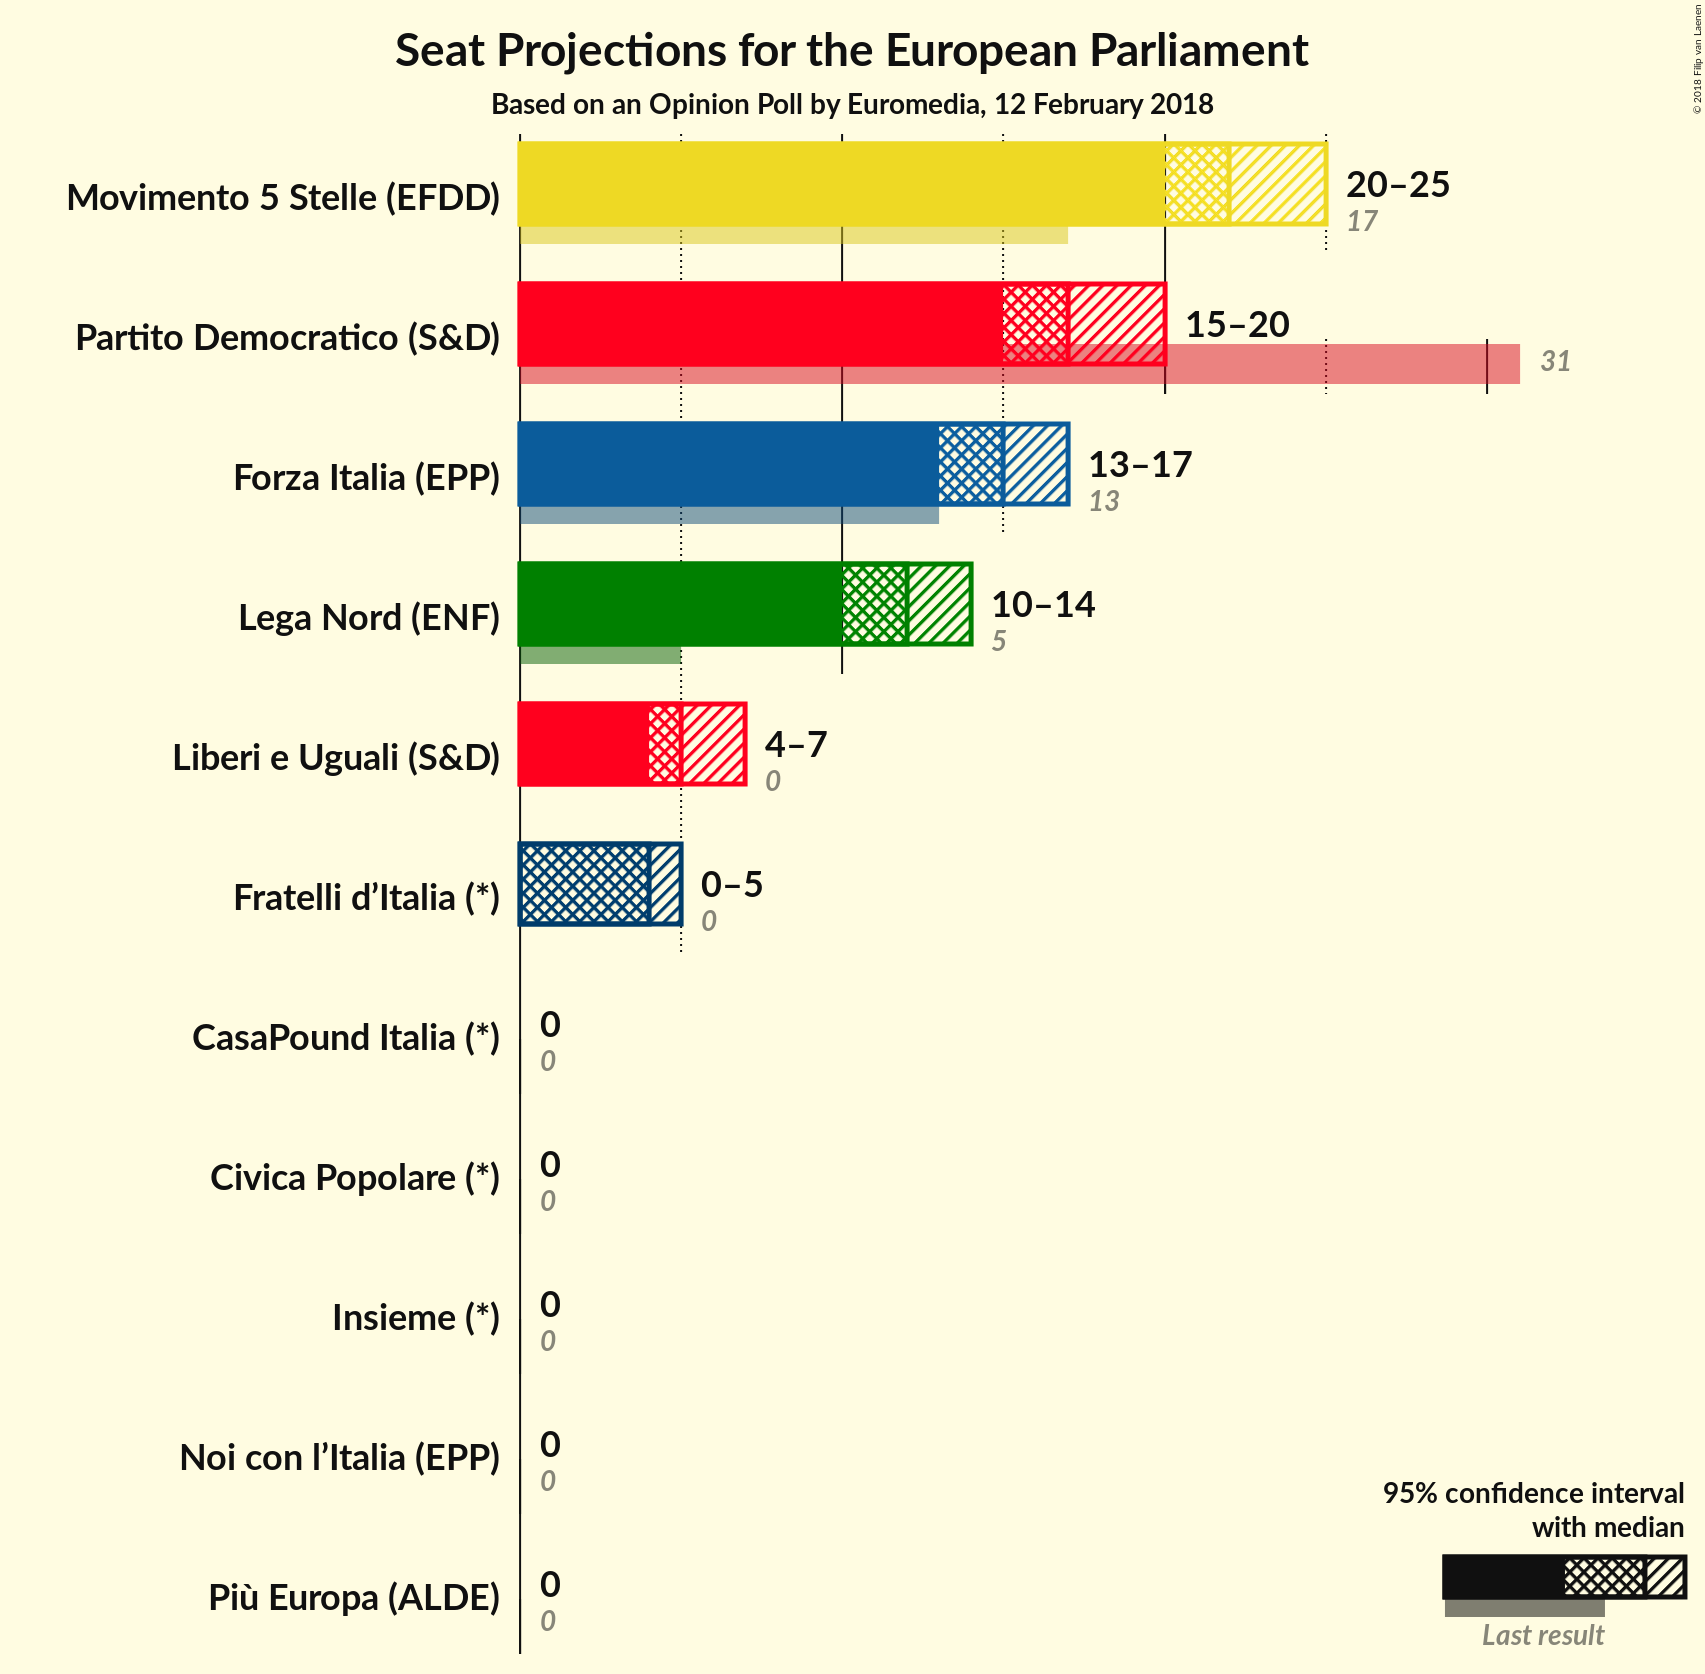 Seat Projections for the European Parliament
Based on an Opinion Poll by Euromedia, 12 February 2018
© 2018 Filip van Laenen
Movimento 5 Stelle (EFDD)
20–25
17
Partito Democratico (S&D)
15–20
31
Forza Italia (EPP)
13–17
13
Lega Nord (ENF)
10–14
5
Liberi e Uguali (S&D)
4–7
0
Fratelli d’Italia (*)
0–5
0
CasaPound Italia (*)
0
0
Civica Popolare (*)
0
0
Insieme (*)
0
0
Noi con l’Italia (EPP)
0
0
Più Europa (ALDE)
0
0
95% confidence interval
with median
Last result